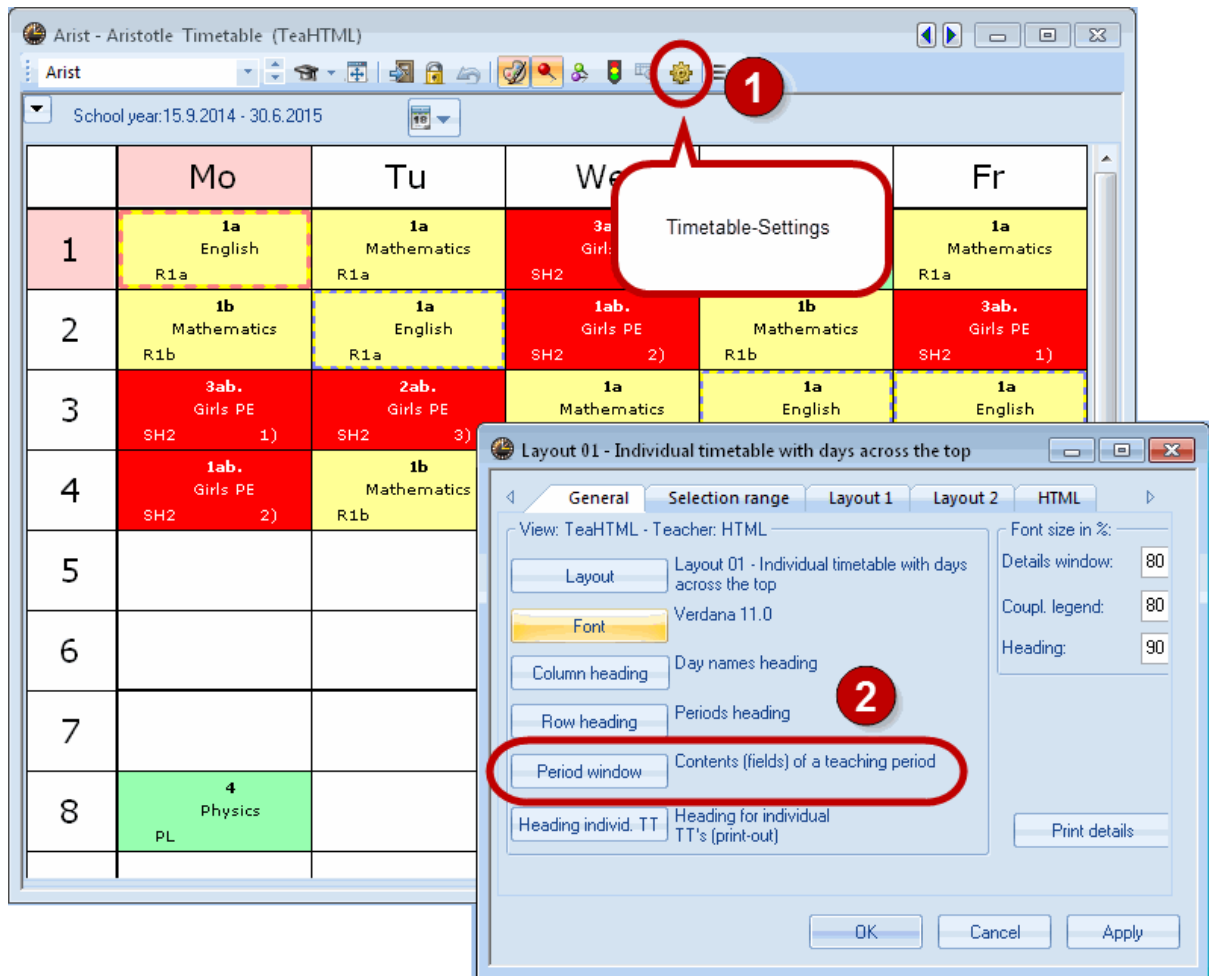 Arist - Aristotle Timetable (TeaHTML)
Arist
1
School year:15.9.2014 - 30.6.2015
18
Timetable-Settings
Mo Tu We Fr
1
1a
English
R1a
1a
Mathematics
R1a
3a
Girls
SH2
1a
Mathematics
R1a
2
1b
Mathematics
R1b
1a
English
R1a
1ab.
Girls PE
SH2 2)
1b
Mathematics
R1b
3ab.
Girls PE
SH2 1)
3
3ab.
Girls PE
SH2 1)
2ab.
Girls PE
SH2 3)
1a
Mathematics
1a
English
1a
English
4
1ab.
Girls PE
SH2 2)
1b
Mathematics
R1b
5
6
7
8
4
Physics
PL
Layout 01 - Individual timetable with days across the top
General Selection range Layout 1 Layout 2 HTML
View: TeaHTML - Teacher: HTML
Layout
Layout 01 - Individual timetable with days
across the top
Font
Verdana 11.0
Column heading
Day names heading
2
Row heading
Periods heading
Period window
Contents (fields) of a teaching period
Heading individ. TT
Heading for individual
TT's (print-out)
Font size in %:
Details window: 80
Coupl. legend: 80
Heading: 90
Print details
OK Cancel Apply